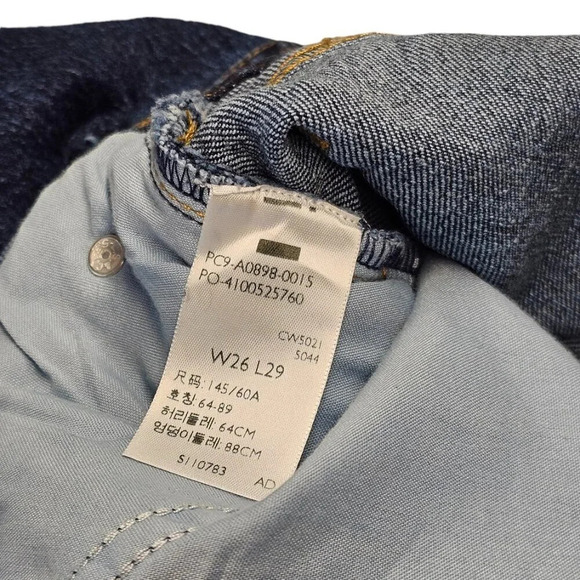 PC9-A0898-0015
PO-4100525760
CW5021
5044
W26 L29
尺码: 145/60A
호칭: 64-89
허리둘레: 64CM
엉덩이둘레: 88CM
S110783
AD